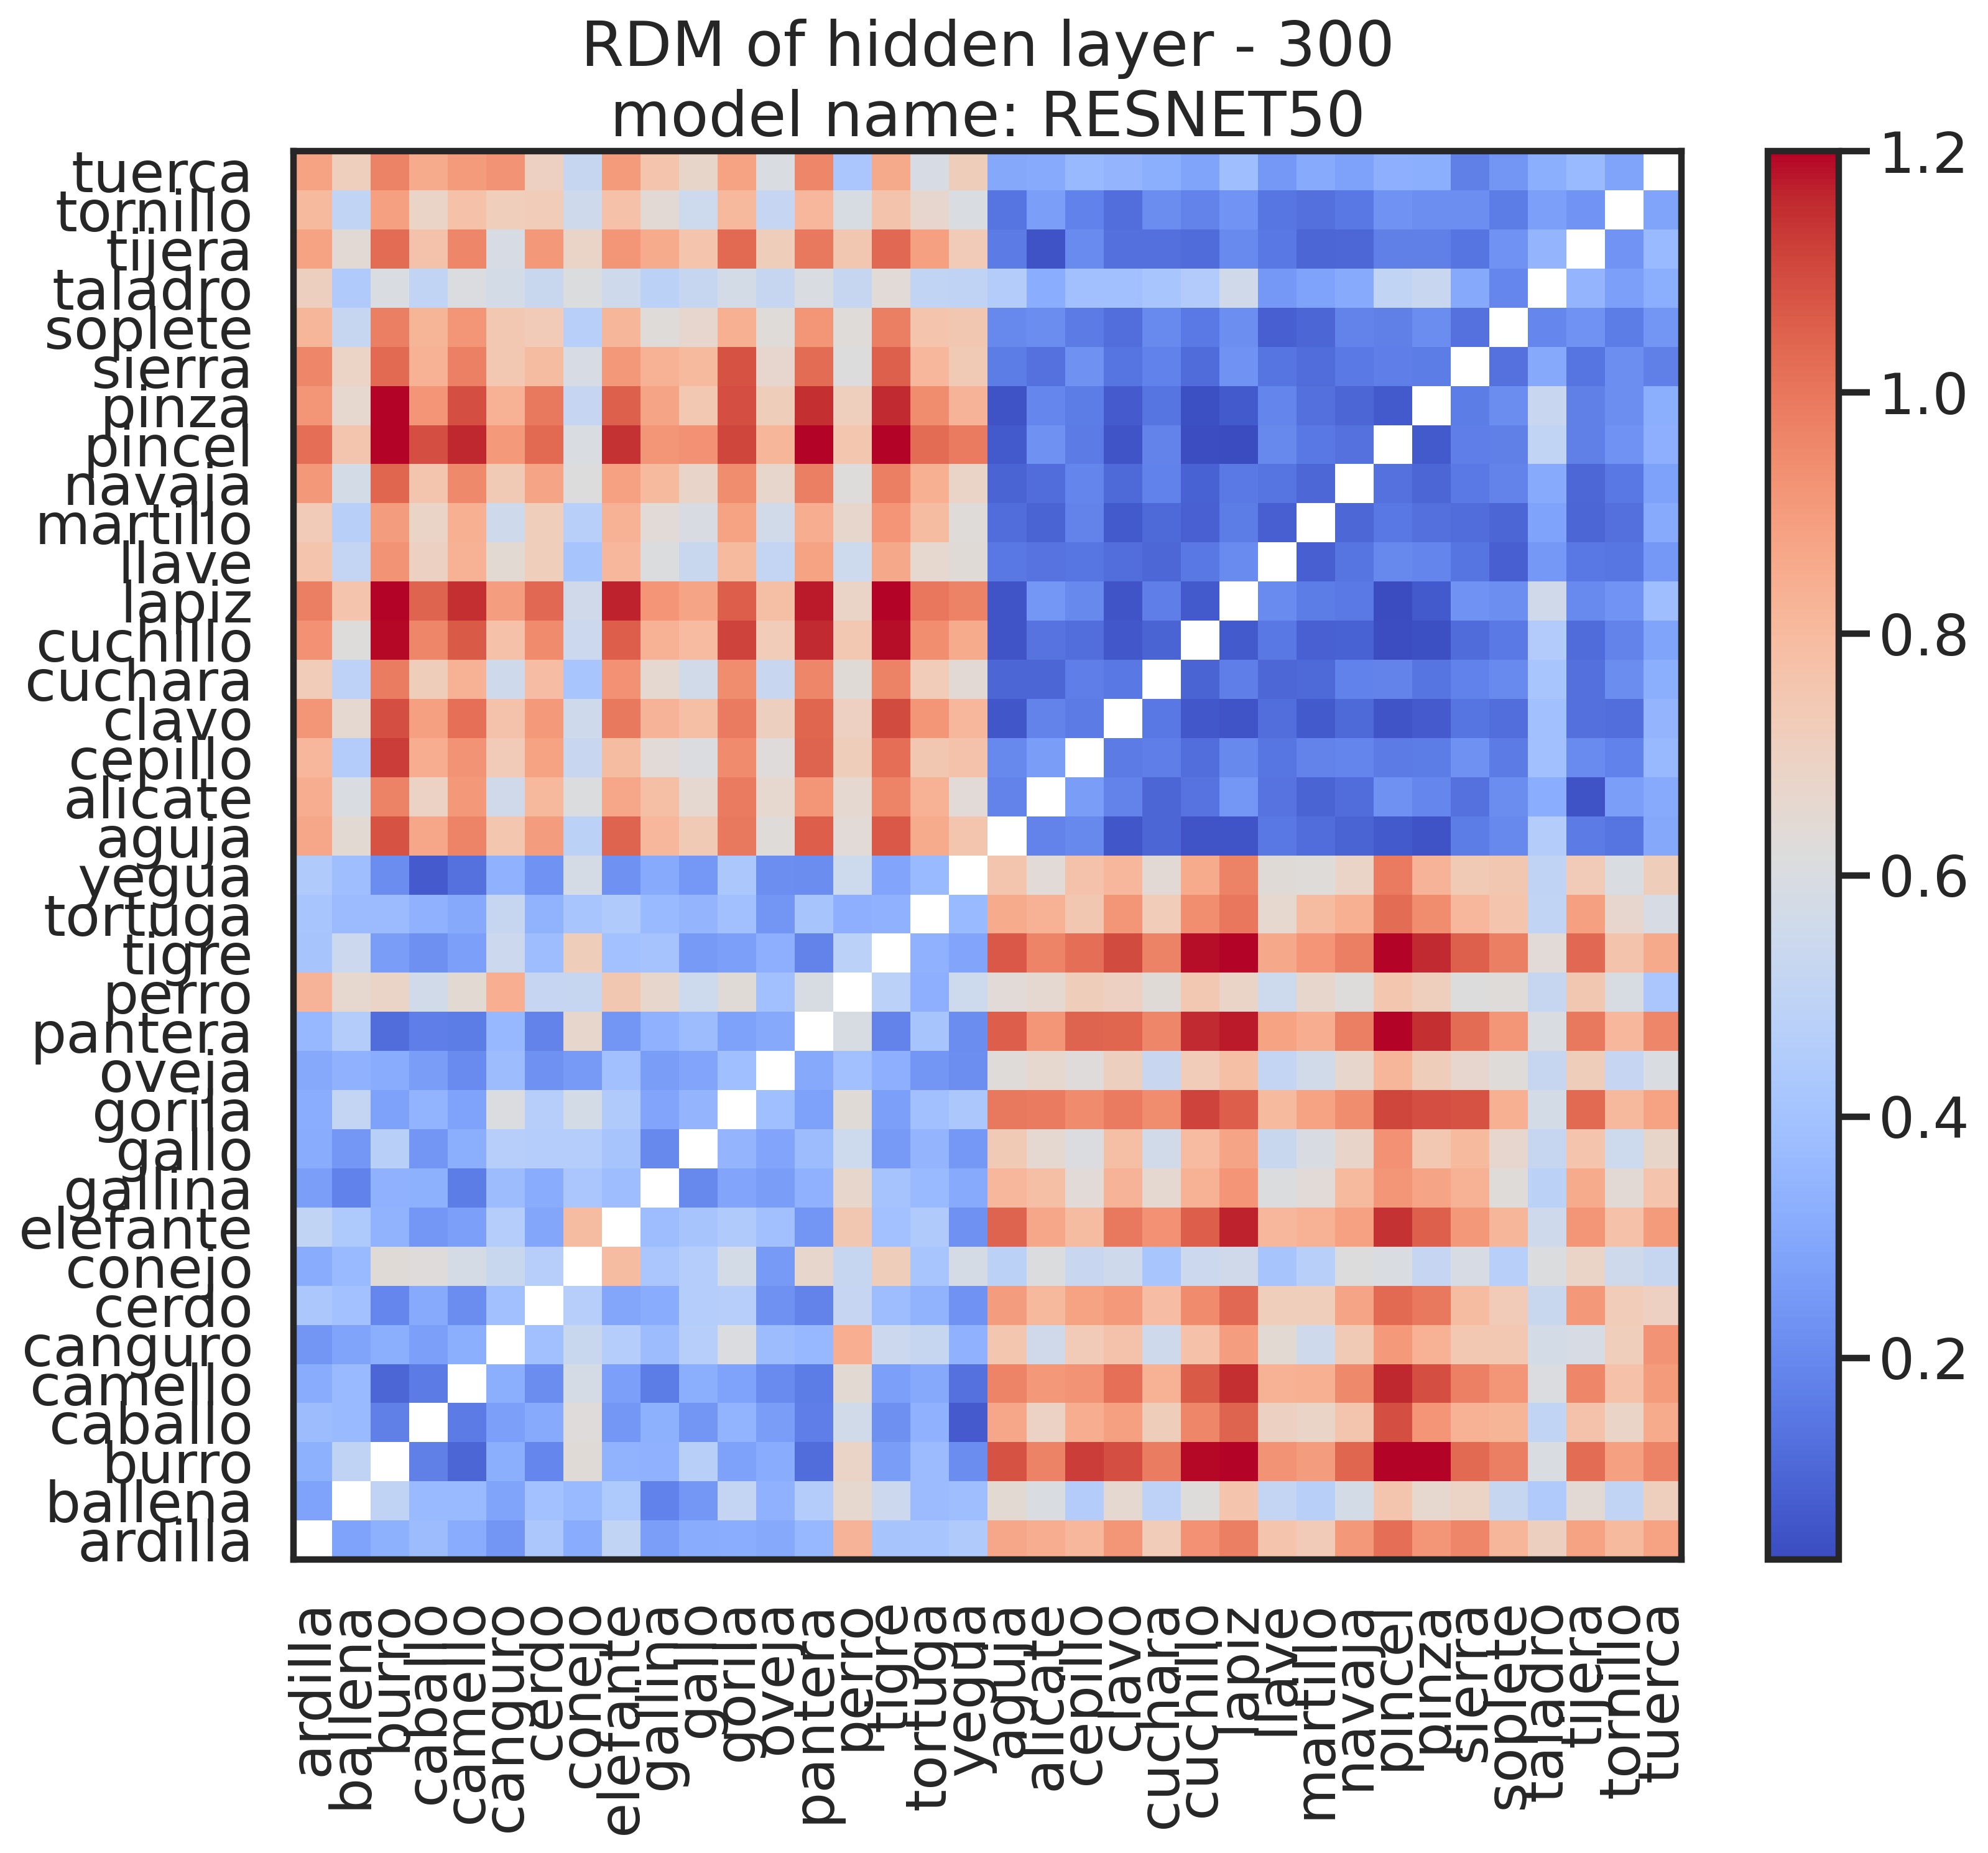 RDM of hidden layer - 300
model name: RESNET50
tuerca
tornillo
tijera
taladro
soplete
sierra
pinza
pincel
navaja
martillo
llave
lapiz
cuchillo
cuchara
clavo
cepillo
alicate
aguja
yegua
tortuga
tigre
perro
pantera
oveja
gorila
gallo
gallina
elefante
conejo
cerdo
canguro
camello
caballo
burro
ballena
ardilla
ardilla
ballena
burro
caballo
camello
canguro
cerdo
conejo
elefante
gallina
gallo
gorila
oveja
pantera
perro
tigre
tortuga
yegua
aguja
alicate
cepillo
clavo
cuchara
cuchillo
lapiz
llave
martillo
navaja
pincel
pinza
sierra
soplete
taladro
tijera
tornillo
tuerca
1.2
1.0
0.8
0.6
0.4
0.2